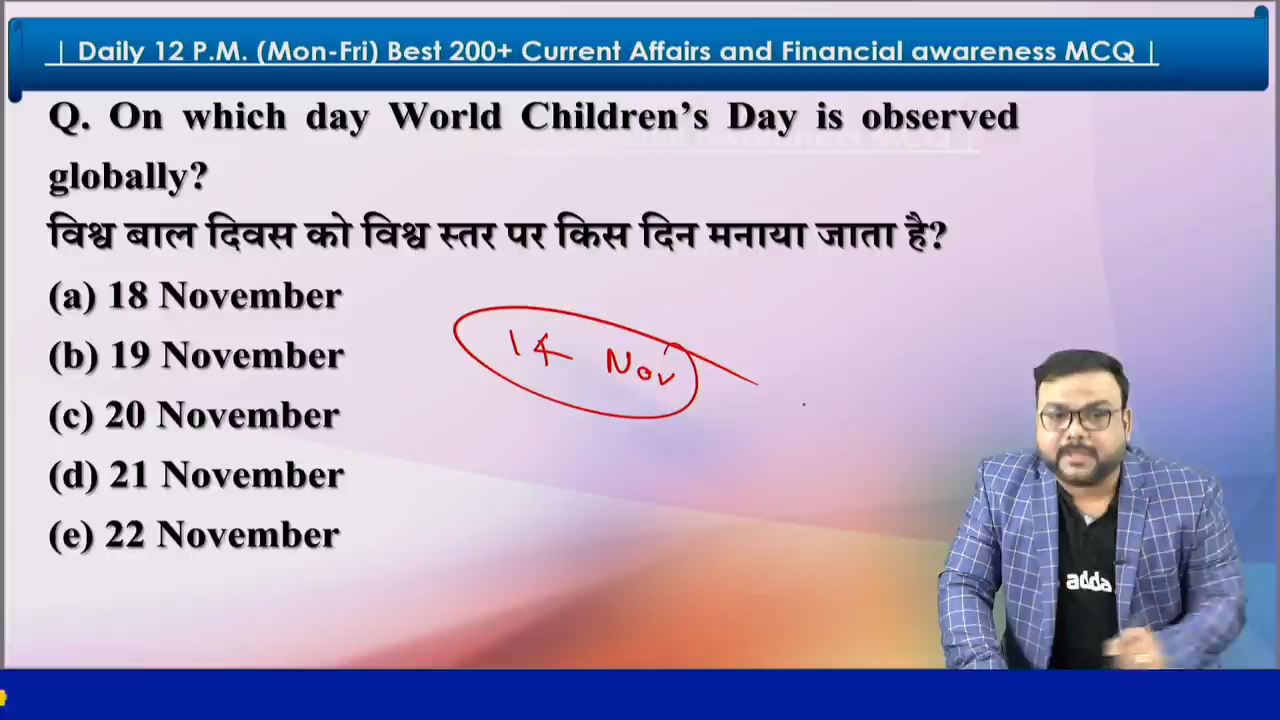 | Daily 12 P.M. (Mon-Fri) Best 200+ Current Affairs and Financial awareness MCQ |
Q. On which day World Children's Day is observed
globally?
विश्व बाल दिवस को विश्व स्तर पर किस दिन मनाया जाता है?
(a) 18 November
(b) 19 November
(c) 20 November
(d) 21 November
(e) 22 November
14 Nov
adda